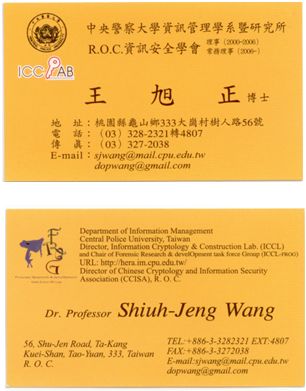 中央警察大學資訊管理學系暨研究所
R.O.C.資訊安全學會 理事 (2000-2006)
常務理事 (2006-)
ICCLAB
王 旭 正 博士
地 址：桃園縣龜山鄉333大崗村樹人路56號
電 話：(03) 328-2321轉4807
傳 真：(03) 327-2038
E-mail：sjwang@mail.cpu.edu.tw
dopwang@gmail.com
Department of Information Management
Central Police University, Taiwan
Director, Information Cryptology & Construction Lab. (ICCL)
and Chair of Forensic Research & develOpment task force Group (ICCL-FROG)
URL: http://hera.im.cpu.edu.tw/
Director of Chinese Cryptology and Information Security
Association (CCISA), R. O. C.
Dr. Professor Shiuh-Jeng Wang
56, Shu-Jen Road, Ta-Kang
Kuei-Shan, Tao-Yuan, 333, Taiwan
R. O. C.
TEL:+886-3-3282321 EXT:4807
FAX:+886-3-3272038
E-mail:sjwang@mail.cpu.edu.tw
dopwang@gmail.com